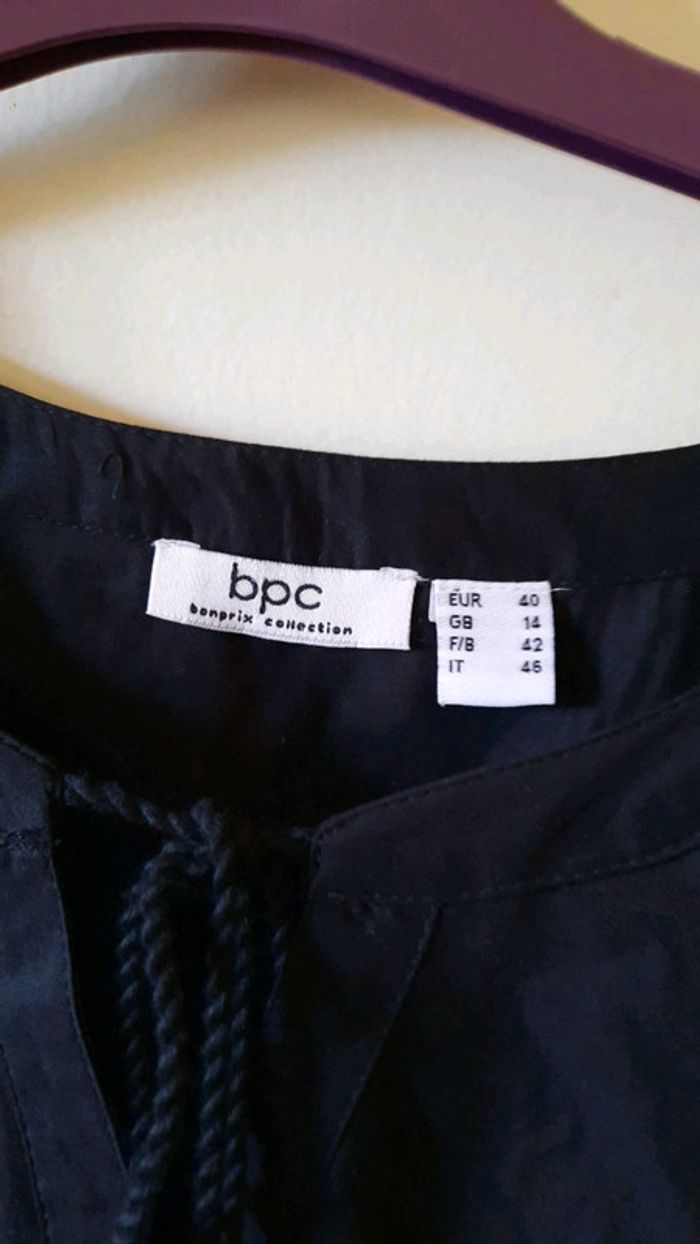 bpc
bonprix collection
EUR 40
GB 14
F/B 42
IT 46